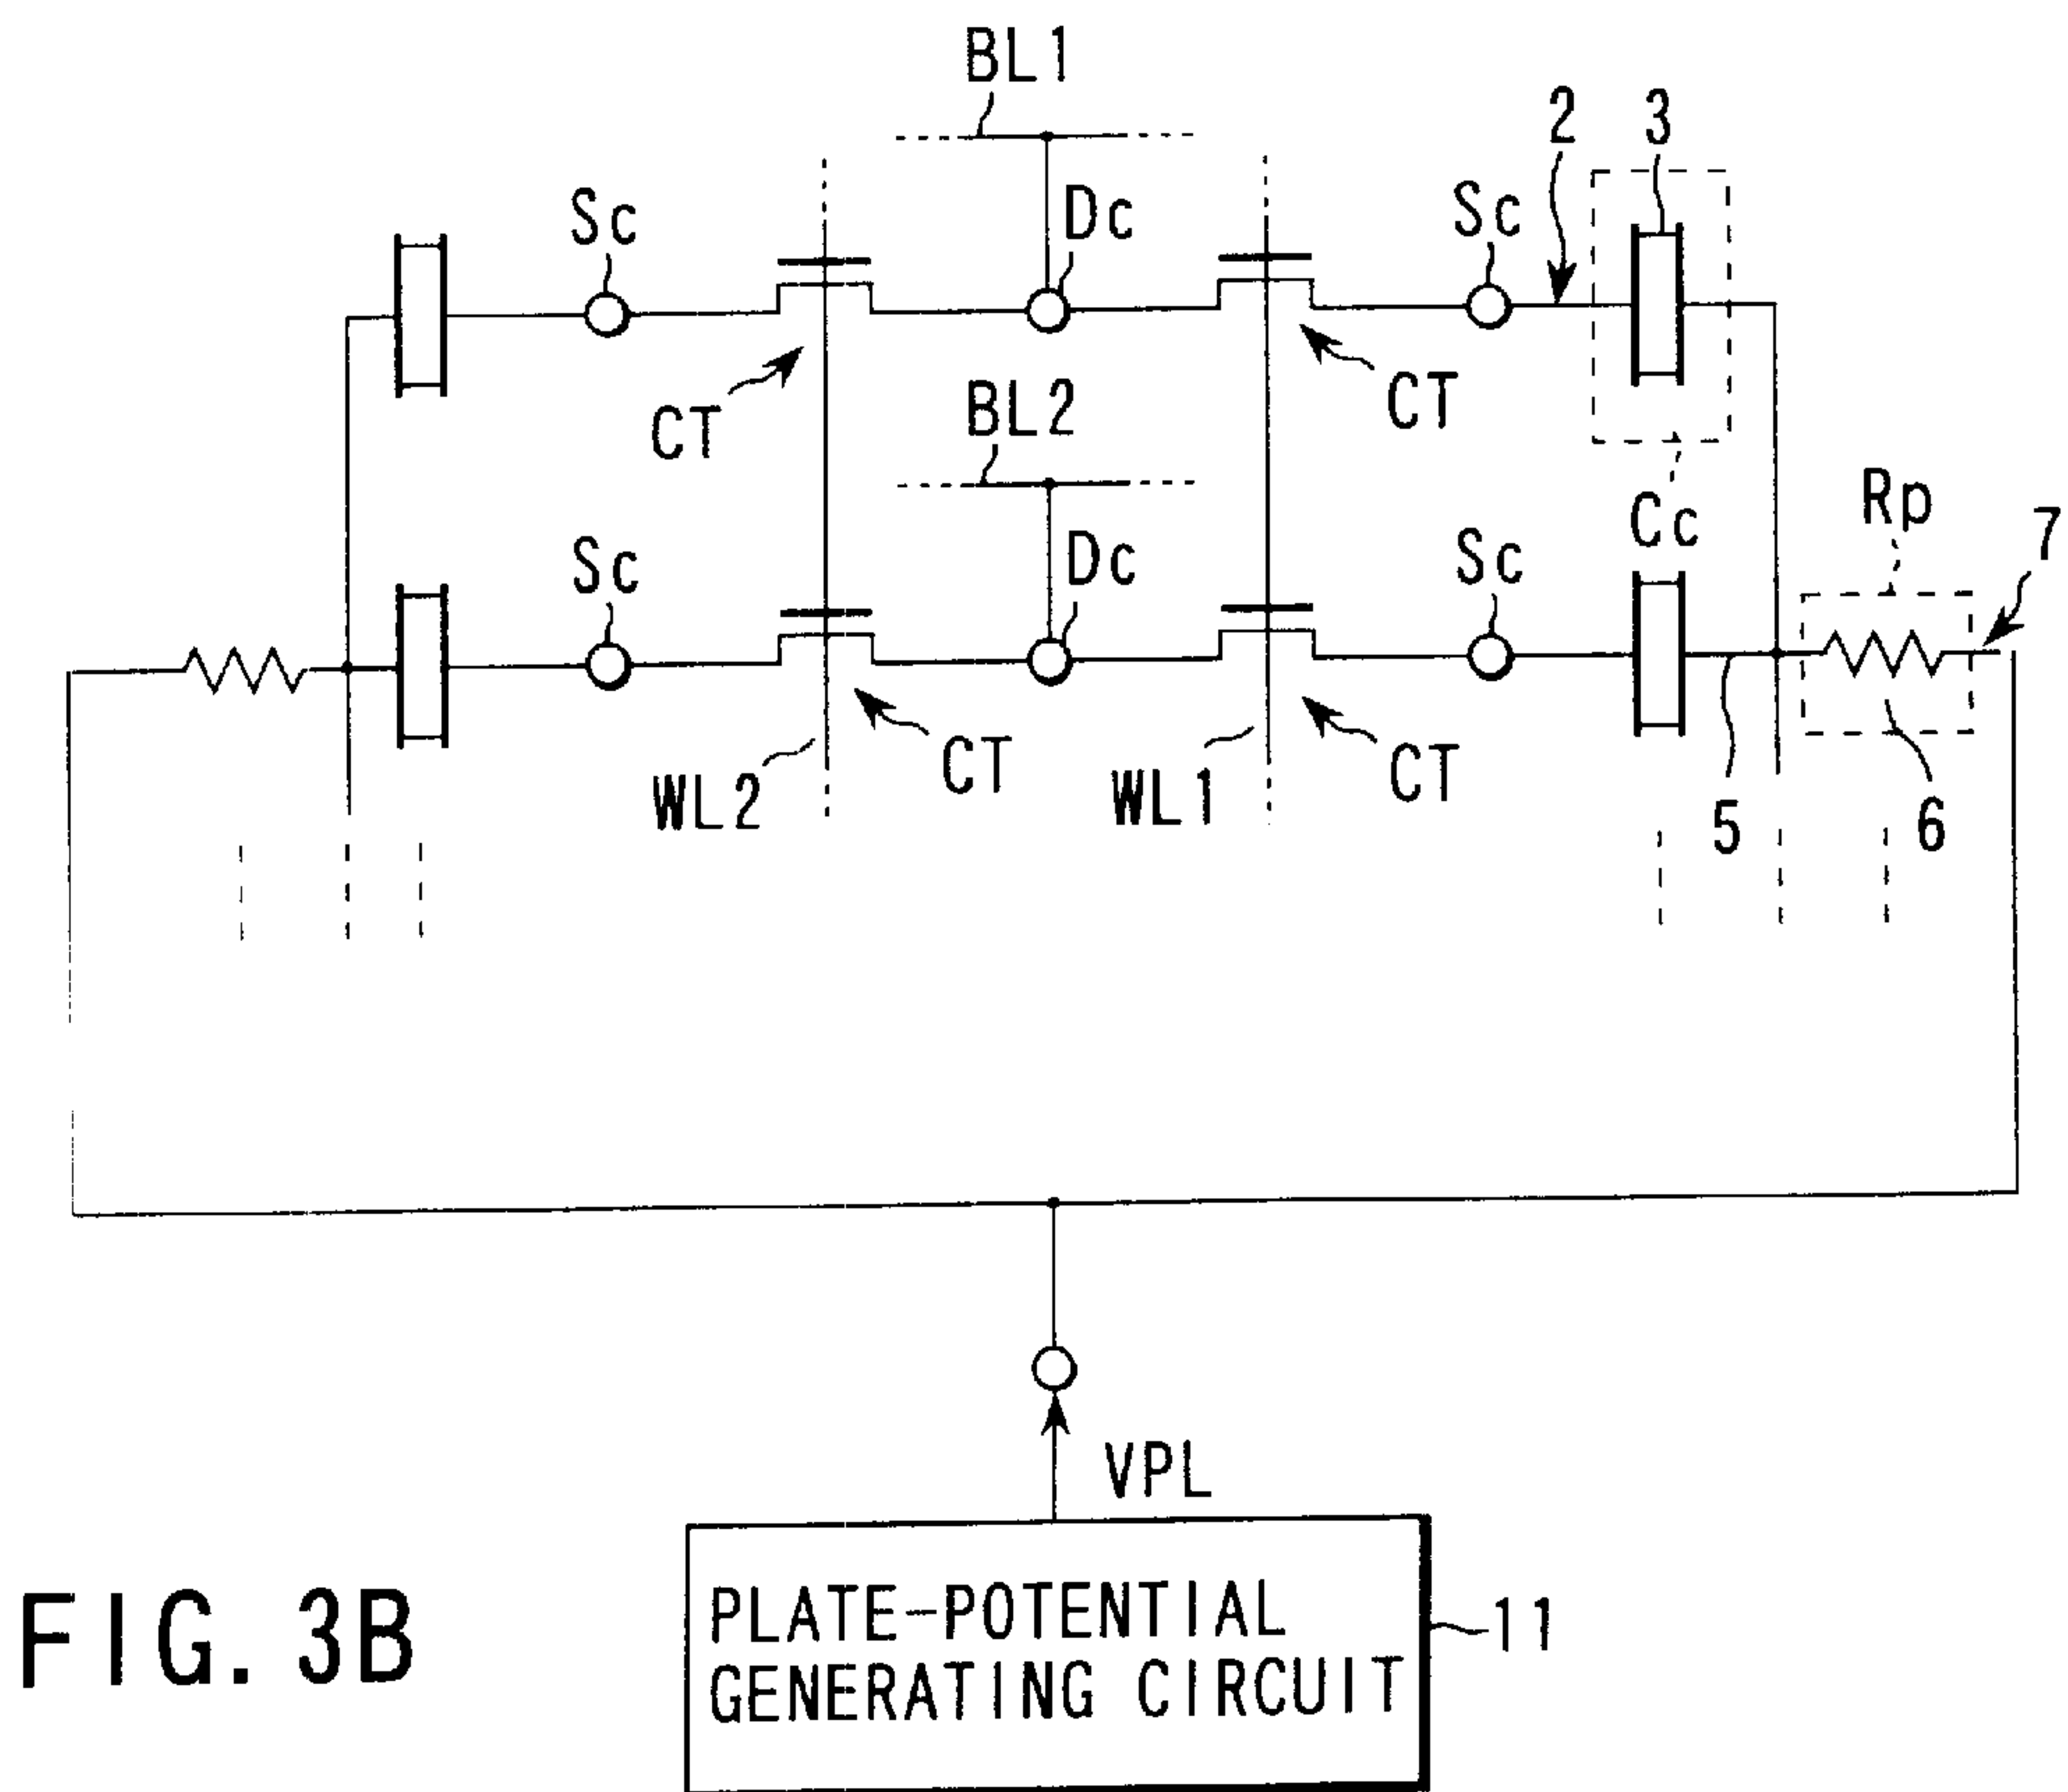 BL1
2 3
Sc Dc Sc
CT BL2 CT
Cc Rp 7
Sc Dc Sc
WL2 CT WL1 CT 5 6
VPL
PLATE-POTENTIAL
GENERATING CIRCUIT
11
FIG. 3B